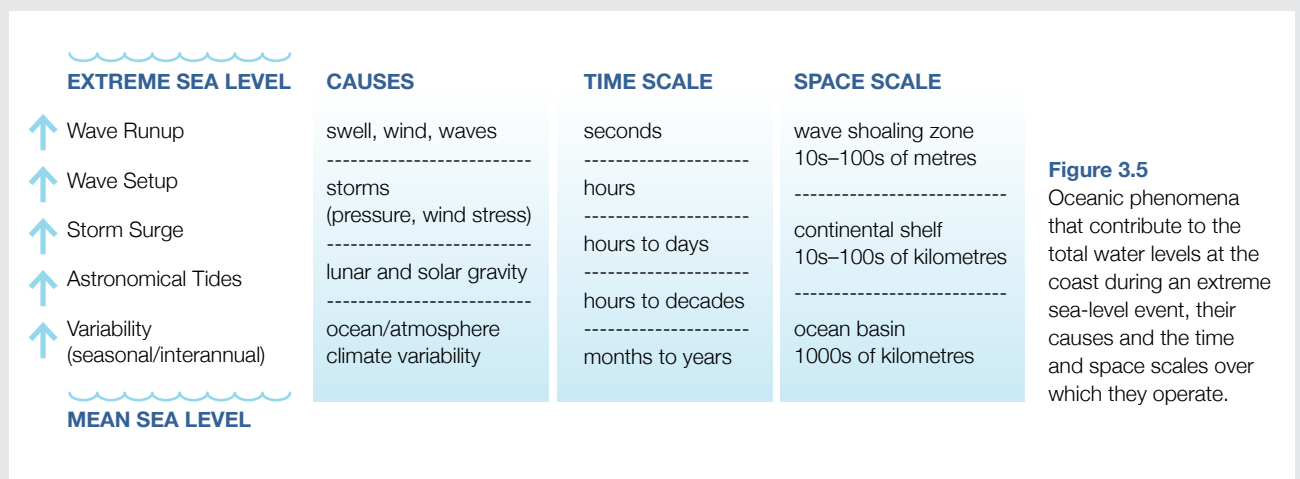 EXTREME SEA LEVEL
Wave Runup
Wave Setup
Storm Surge
Astronomical Tides
Variability
(seasonal/interannual)
MEAN SEA LEVEL
CAUSES
swell, wind, waves
storms
(pressure, wind stress)
lunar and solar gravity
ocean/atmosphere
climate variability
TIME SCALE
seconds
hours
hours to days
hours to decades
months to years
SPACE SCALE
wave shoaling zone
10s–100s of metres
continental shelf
10s–100s of kilometres
ocean basin
1000s of kilometres
Figure 3.5
Oceanic phenomena
that contribute to the
total water levels at the
coast during an extreme
sea-level event, their
causes and the time
and space scales over
which they operate.